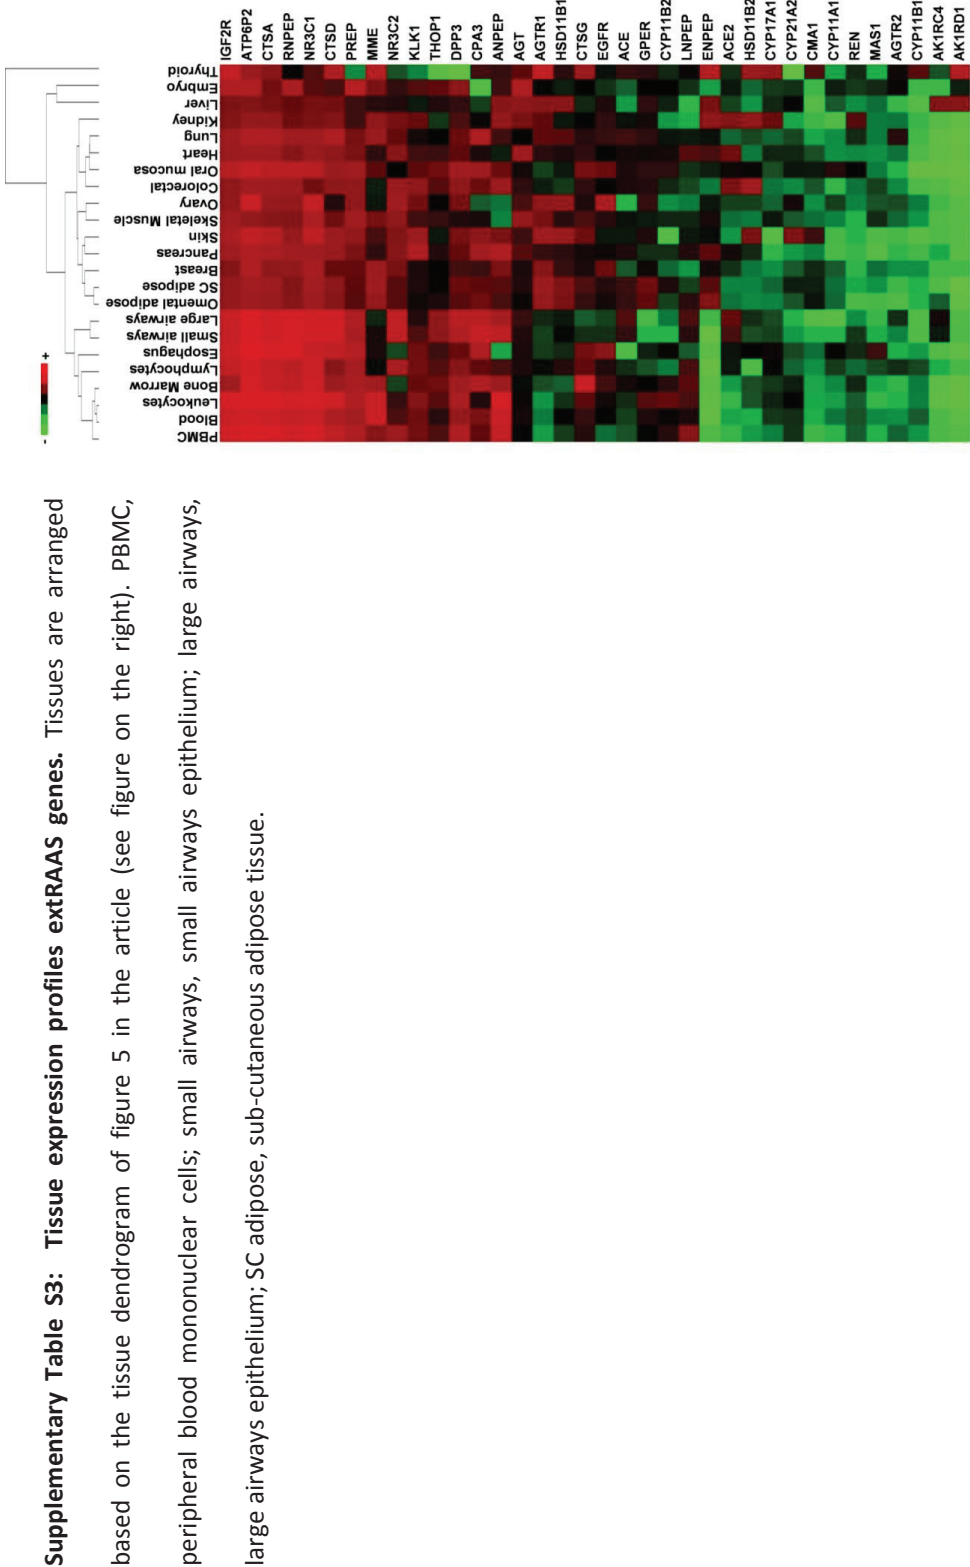 Supplementary Table S3: Tissue expression profiles extRAAS genes. Tissues are arranged
based on the tissue dendrogram of figure 5 in the article (see figure on the right). PBMC,
peripheral blood mononuclear cells; small airways, small airways epithelium; large airways,
large airways epithelium; SC adipose, sub-cutaneous adipose tissue.
- +
PBMC
Blood
Leukocytes
Bone Marrow
Lymphocytes
Esophagus
Small airways
Large airways
Omental adipose
SC adipose
Breast
Pancreas
Skin
Skeletal Muscle
Ovary
Colorectal
Oral mucosa
Heart
Lung
Kidney
Liver
Embryo
Thyroid
IGF2R
ATP6P2
CTSA
RNPEP
NR3C1
CTSD
PREP
MME
NR3C2
KLK1
THOP1
DPP3
CPA3
ANPEP
AGT
AGTR1
HSD11B1
CTSG
EGFR
ACE
GPER
CYP11B2
LNPEP
ENPEP
ACE2
HSD11B2
CYP17A1
CYP21A2
CMA1
CYP11A1
REN
MAS1
AGTR2
CYP11B1
AK1RC4
AK1RD1